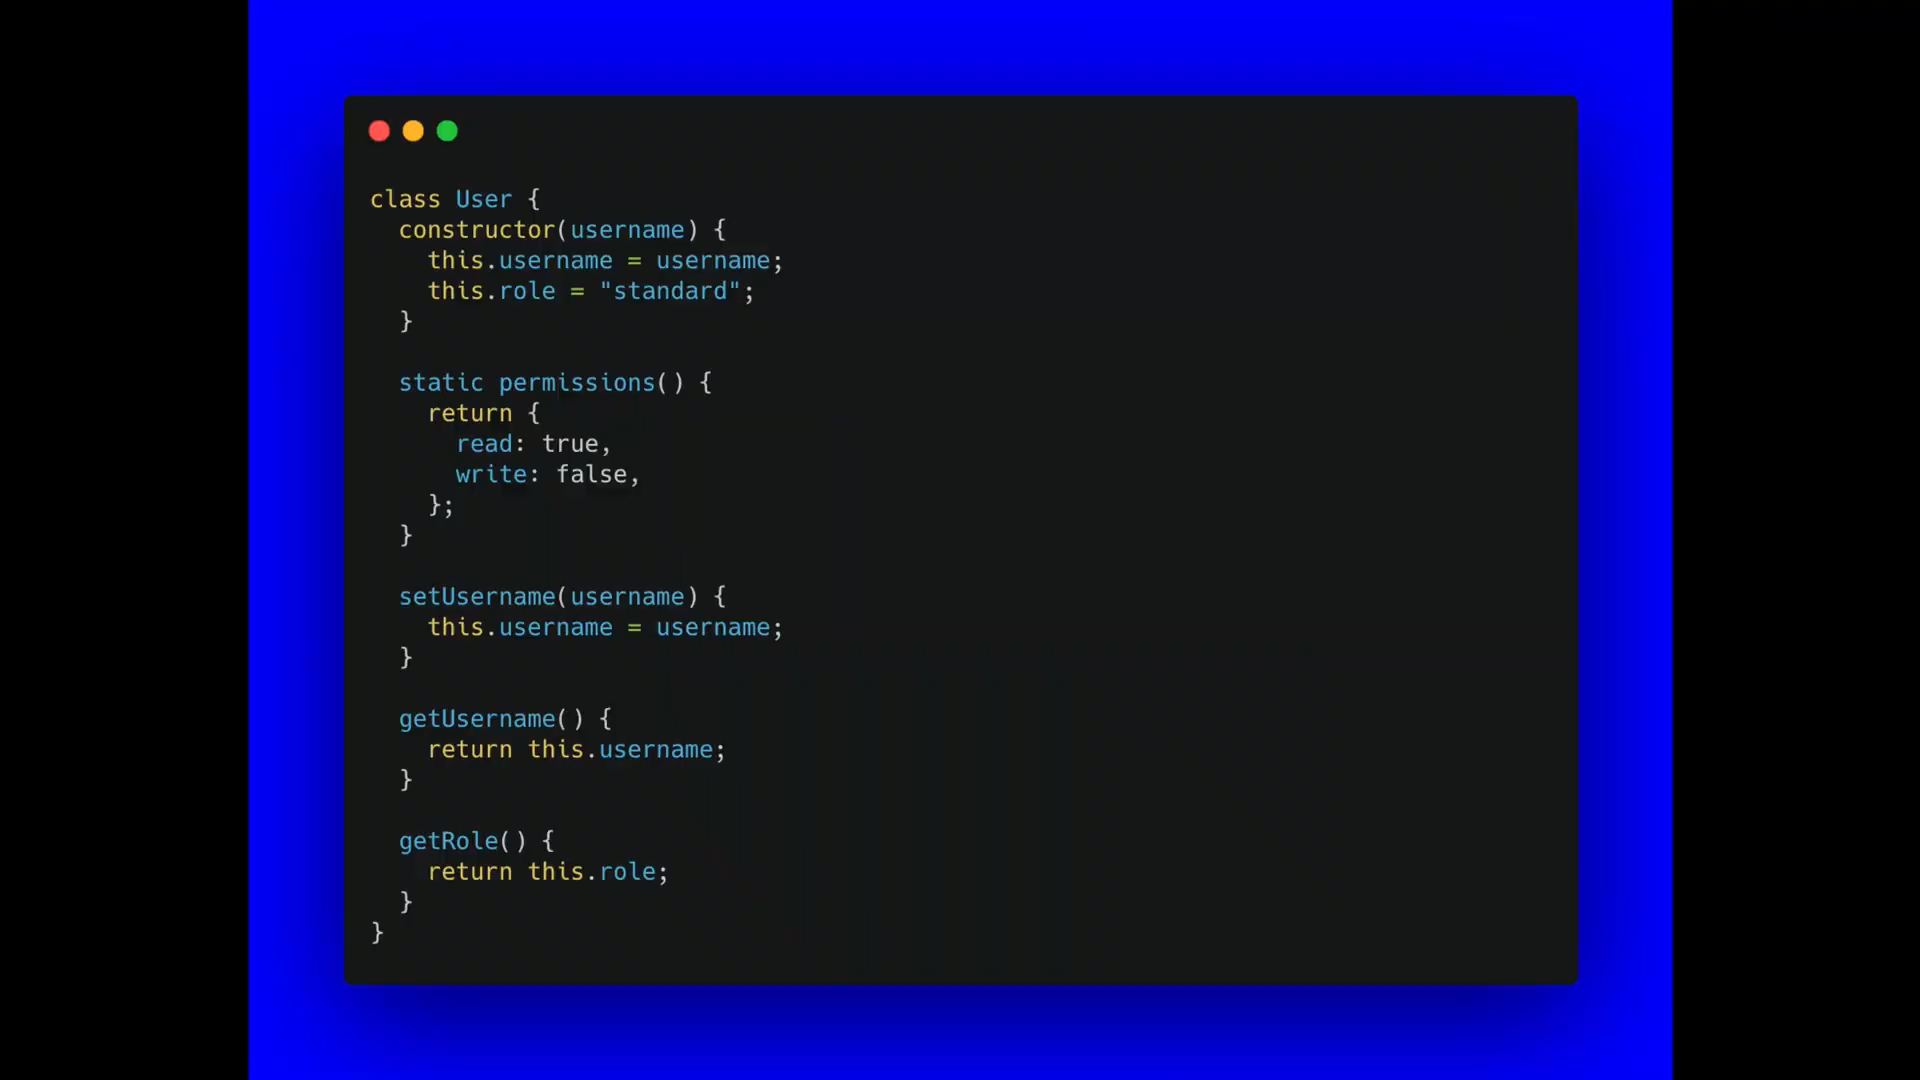 class User {
  constructor(username) {
    this.username = username;
    this.role = "standard";
  }

  static permissions() {
    return {
      read: true,
      write: false,
    };
  }

  setUsername(username) {
    this.username = username;
  }

  getUsername() {
    return this.username;
  }

  getRole() {
    return this.role;
  }
}